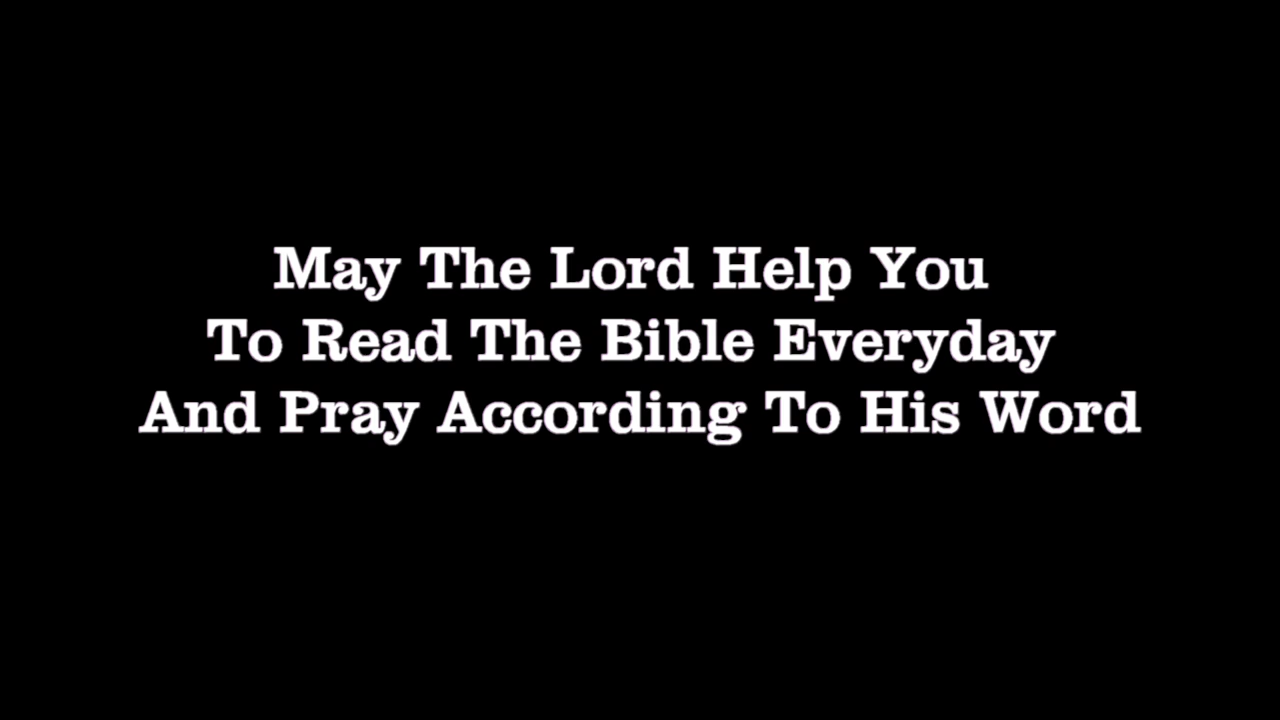 May The Lord Help You
To Read The Bible Everyday
And Pray According To His Word